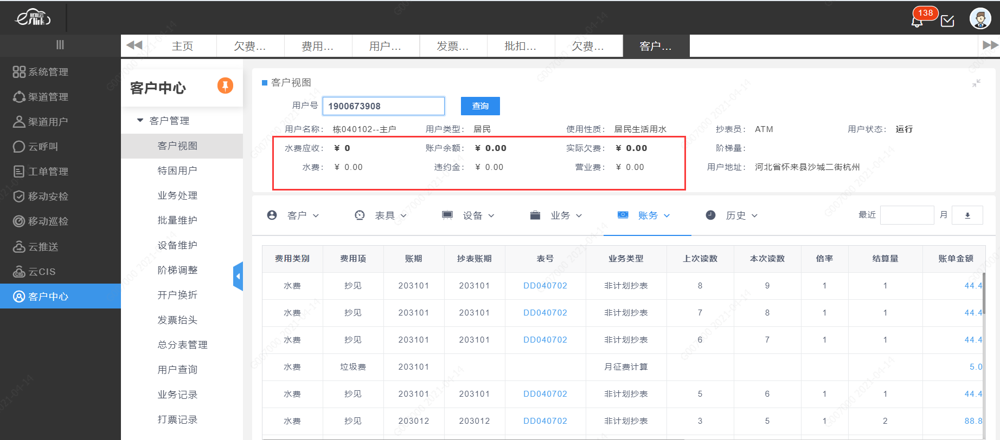 易联云
eslink
138
主页 欠费... 费用... 用户... 发票... 批扣... 欠费... 客户...
系统管理
渠道管理
渠道用户
云呼叫
工单管理
移动安检
移动巡检
云推送
云CIS
客户中心
客户中心
客户管理
客户视图
特困用户
业务处理
批量维护
设备维护
阶梯调整
开户换折
发票抬头
总分表管理
用户查询
业务记录
打票记录
客户视图
用户号 1900673908 查询
用户名称: 栋040102--主户 用户类型: 居民 使用性质: 居民生活用水 抄表员: ATM 用户状态: 运行
水费应收: ¥ 0 账户余额: ¥ 0.00 实际欠费: ¥ 0.00 阶梯量:
水费: ¥ 0.00 违约金: ¥ 0.00 营业费: ¥ 0.00 用户地址: 河北省怀来县沙城二街杭州
客户 表具 设备 业务 账务 历史 最近 月
费用类别 费用项 账期 抄表账期 表号 业务类型 上次读数 本次读数 倍率 结算量 账单金额
水费 抄见 203101 203101 DD040702 非计划抄表 8 9 1 1 44.4
水费 抄见 203101 203101 DD040702 非计划抄表 7 8 1 1 44.4
水费 抄见 203101 203101 DD040702 非计划抄表 6 7 1 1 44.4
水费 垃圾费 203101 月征费计算 5.0
水费 抄见 203101 203101 DD040702 非计划抄表 5 6 1 1 44.4
水费 抄见 203012 203012 DD040702 非计划抄表 3 5 1 2 88.8
G007000 2021-04-14